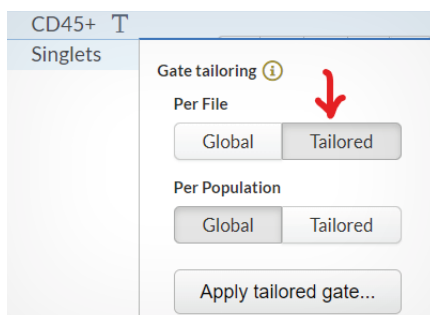 CD45+ T
Singlets
Gate tailoring
Per File
Global Tailored
Per Population
Global Tailored
Apply tailored gate...